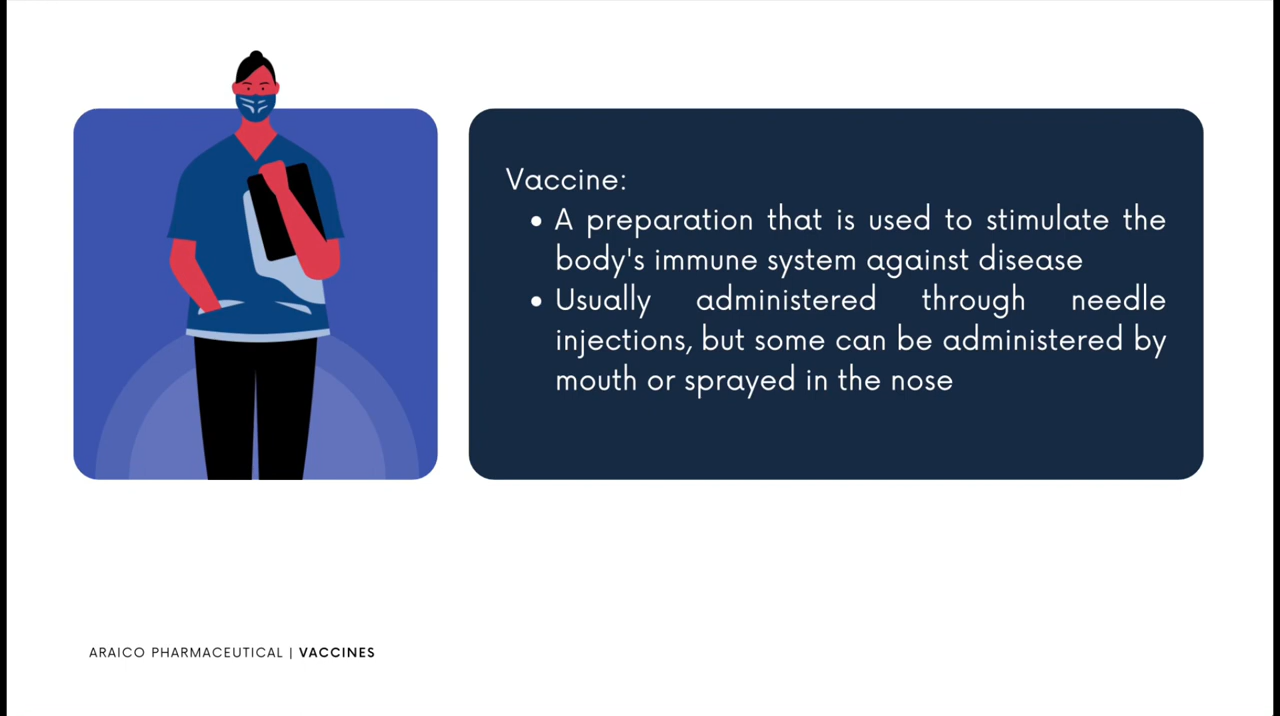 Vaccine:
• A preparation that is used to stimulate the
body's immune system against disease
• Usually administered through needle
injections, but some can be administered by
mouth or sprayed in the nose
ARAICO PHARMACEUTICAL | VACCINES